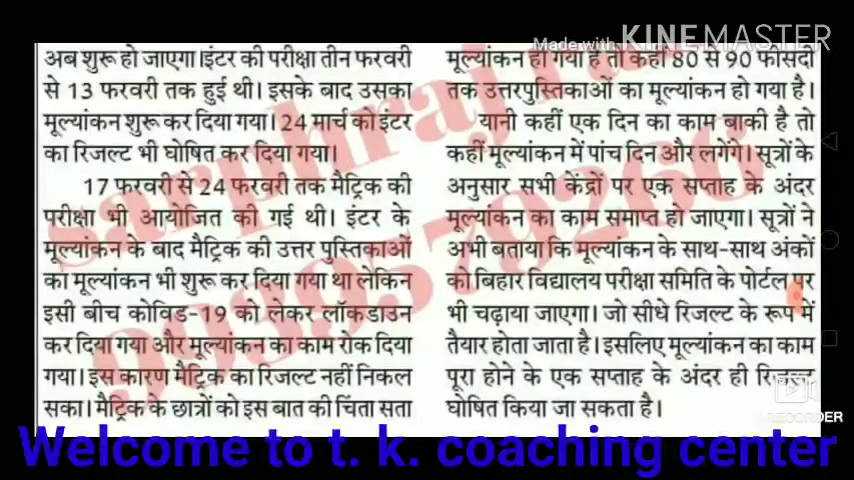 Made with KINEMASTER
अब शुरू हो जाएगा।इंटर की परीक्षा तीन फरवरी
से 13 फरवरी तक हुई थी। इसके बाद उसका
मूल्यांकन शुरू कर दिया गया। 24 मार्च को इंटर
का रिजल्ट भी घोषित कर दिया गया।
17 फरवरी से 24 फरवरी तक मैट्रिक की
परीक्षा भी आयोजित की गई थी। इंटर के
मूल्यांकन के बाद मैट्रिक की उत्तर पुस्तिकाओं
का मूल्यांकन भी शुरू कर दिया गया था लेकिन
इसी बीच कोविड-19 को लेकर लॉकडाउन
कर दिया गया और मूल्यांकन का काम रोक दिया
गया। इस कारण मैट्रिक का रिजल्ट नहीं निकल
सका। मैट्रिक के छात्रों को इस बात की चिंता सता
मूल्यांकन हो गया है तो कहीं 80 से 90 फीसदी
तक उत्तरपुस्तिकाओं का मूल्यांकन हो गया है।
यानी कहीं एक दिन का काम बाकी है तो
कहीं मूल्यांकन में पांच दिन और लगेंगे। सूत्रों के
अनुसार सभी केंद्रों पर एक सप्ताह के अंदर
मूल्यांकन का काम समाप्त हो जाएगा। सूत्रों ने
अभी बताया कि मूल्यांकन के साथ-साथ अंकों
को बिहार विद्यालय परीक्षा समिति के पोर्टल पर
भी चढ़ाया जाएगा। जो सीधे रिजल्ट के रूप में
तैयार होता जाता है। इसलिए मूल्यांकन का काम
पूरा होने के एक सप्ताह के अंदर ही रिजल्ट
घोषित किया जा सकता है।
RECORDER
Welcome to t. k. coaching center